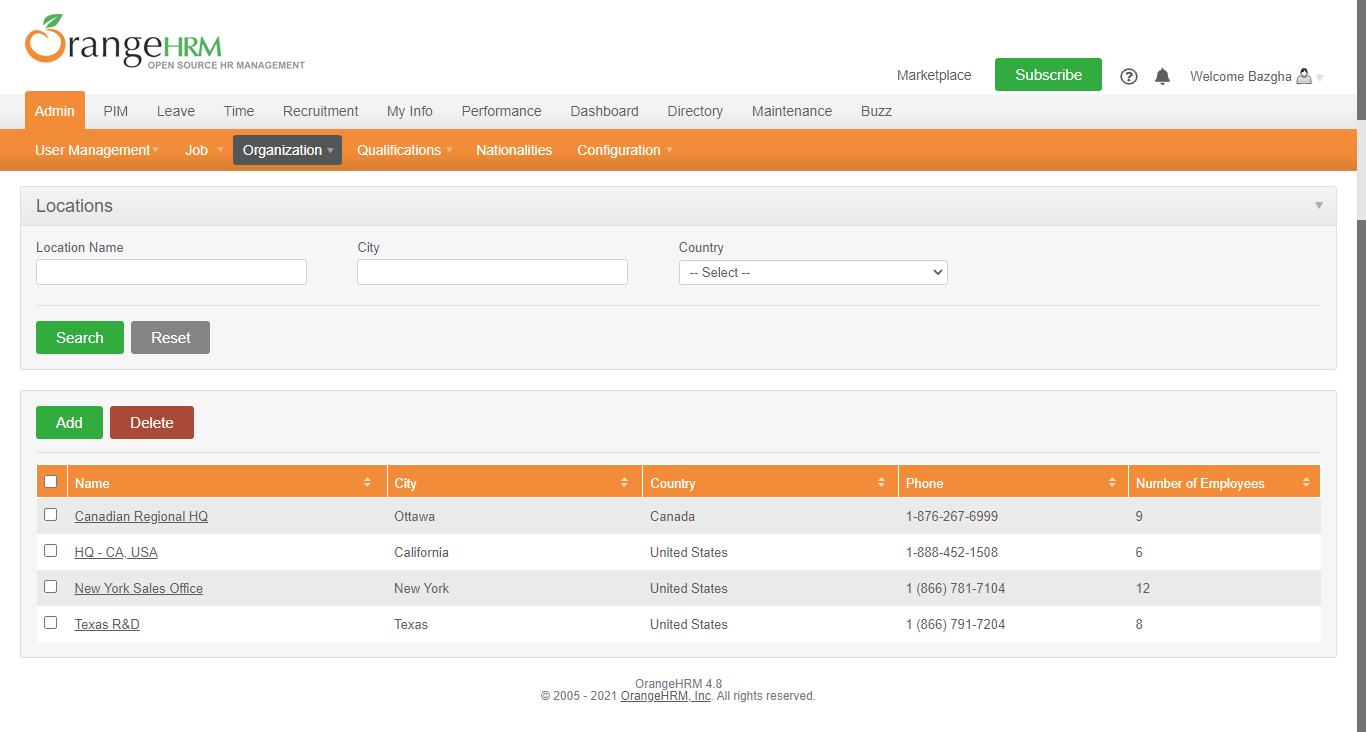 OrangeHRM
OPEN SOURCE HR MANAGEMENT
Marketplace Subscribe Welcome Bazgha
Admin PIM Leave Time Recruitment My Info Performance Dashboard Directory Maintenance Buzz
User Management Job Organization Qualifications Nationalities Configuration
Locations
Location Name City Country
-- Select --
Search Reset
Add Delete
Name City Country Phone Number of Employees
Canadian Regional HQ Ottawa Canada 1-876-267-6999 9
HQ - CA, USA California United States 1-888-452-1508 6
New York Sales Office New York United States 1 (866) 781-7104 12
Texas R&D Texas United States 1 (866) 791-7204 8
OrangeHRM 4.8
© 2005 - 2021 OrangeHRM, Inc. All rights reserved.